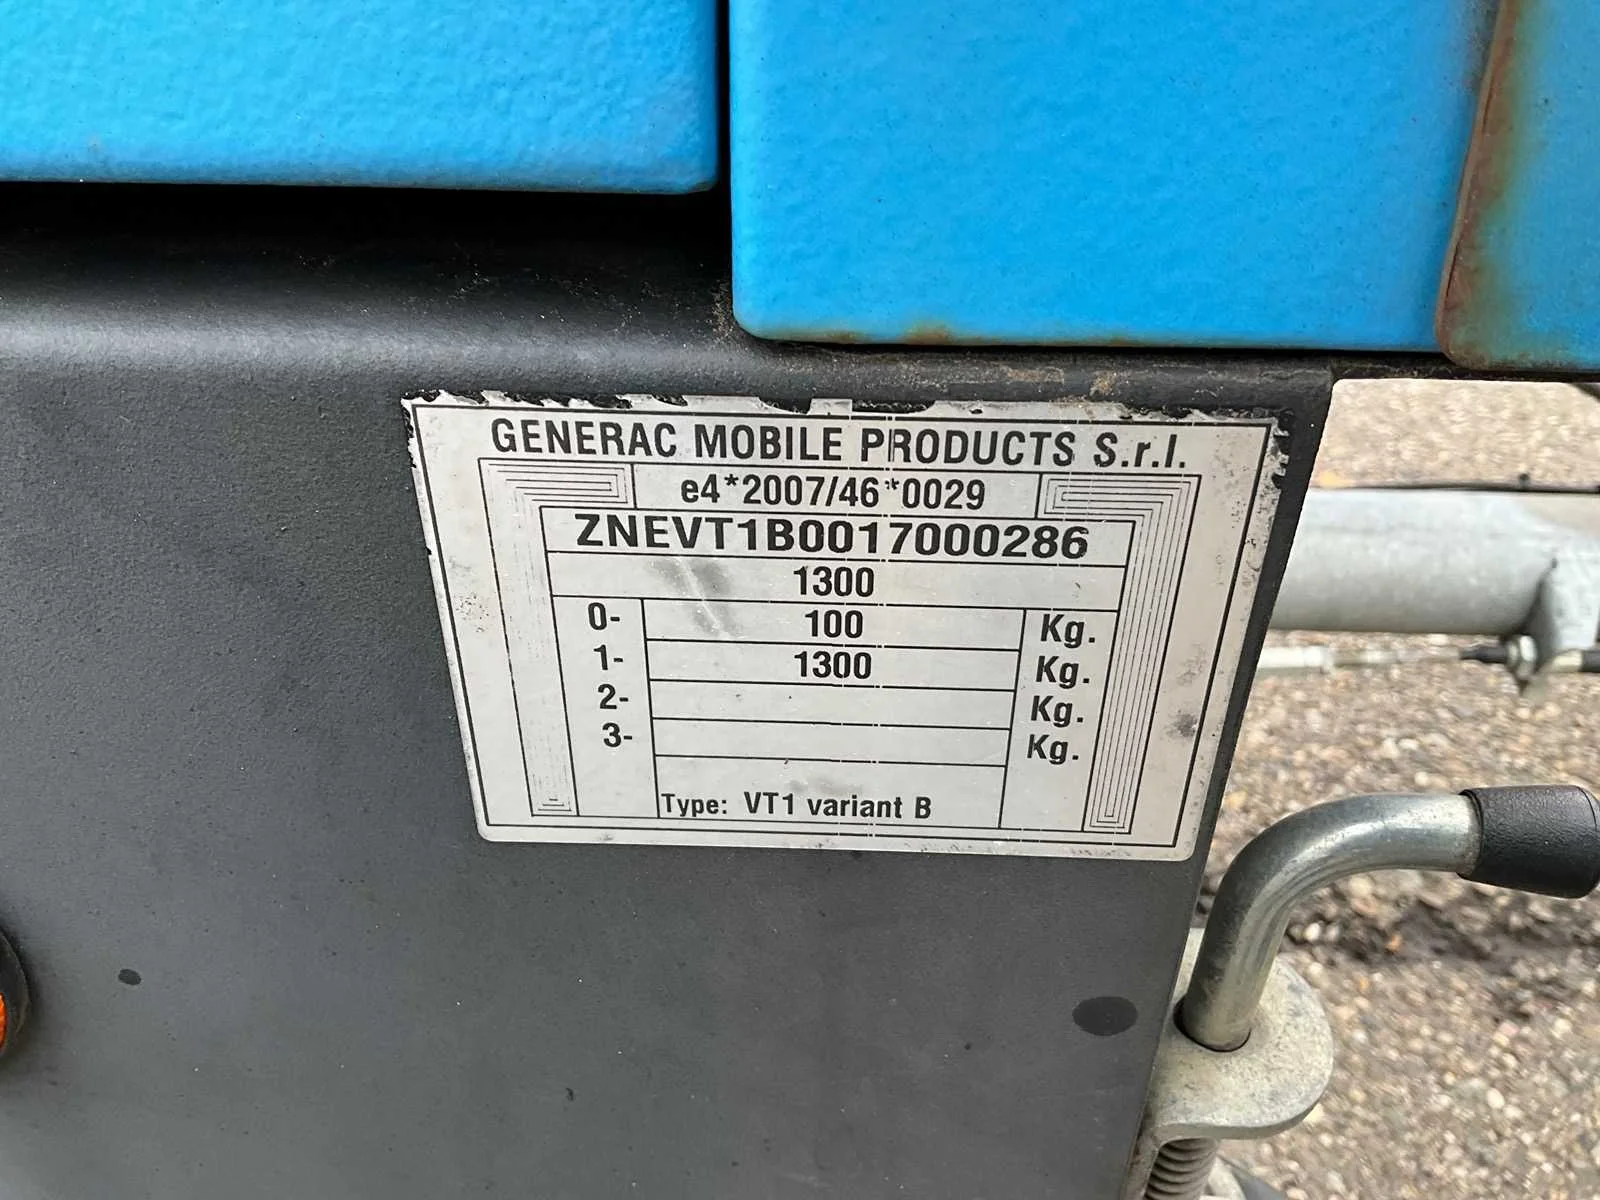 GENERAC MOBILE PRODUCTS S.r.l.
e4*2007/46*0029
ZNEVT1B0017000286
1300
0- 100 Kg.
1- 1300 Kg.
2- Kg.
3- Kg.
Type: VT1 variant B